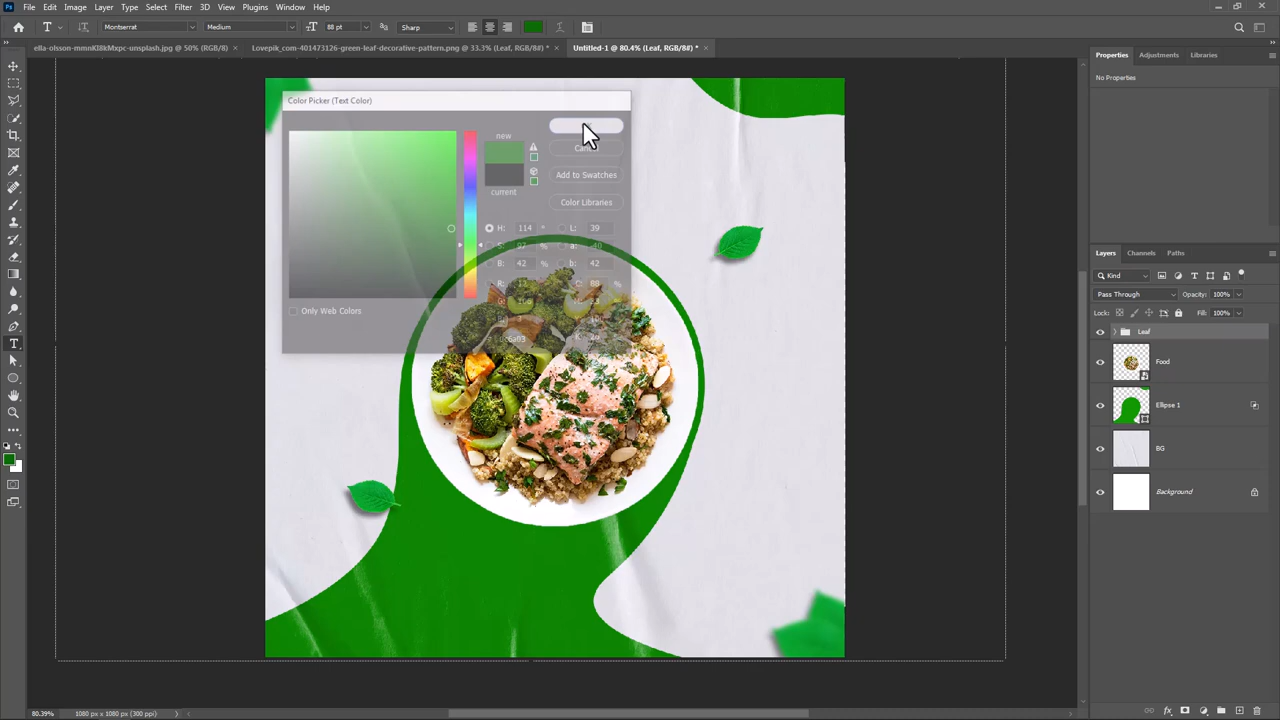 File Edit Image Layer Type Select Filter 3D View Plugins Window Help
Montserrat Medium 88 pt Sharp
ella-olsson-mmnKI8kMxpc-unsplash.jpg @ 50% (RGB/8)
Lovepik_com-401473126-green-leaf-decorative-pattern.png @ 33.3% (Leaf, RGB/8#) *
Untitled-1 @ 80.4% (Leaf, RGB/8#) *
Properties Adjustments Libraries
No Properties
Color Picker (Text Color)
new
current
Add to Swatches
Color Libraries
H: 114 °
S: 97 %
B: 42 %
L: 39
a: -40
b: 42
Only Web Colors
Layers Channels Paths
Kind
Pass Through Opacity: 100%
Lock: Fill: 100%
Leaf
Food
Ellipse 1
BG
Background
80.39% 1080 px x 1080 px (300 ppi)